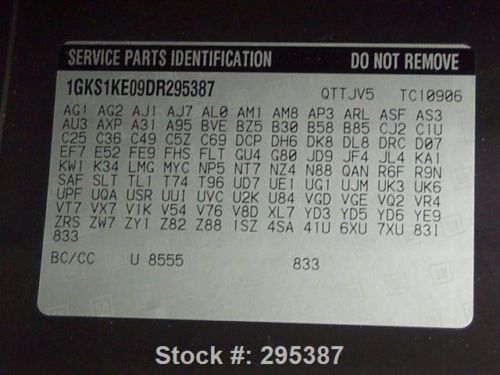 SERVICE PARTS IDENTIFICATION DO NOT REMOVE
1GKS1KE09DR295387 QTTJV5 TC10906
AG1 AG2 AJ1 AJ7 AL0 AM1 AM8 AP3 ARL ASF AS3
AU3 AXP A31 A95 BVE BZ5 B30 B58 B85 CJ2 C1U
C25 C36 C49 C5Z C69 DCP DH6 DK8 DL8 DRC D07
EF7 E52 FE9 FHS FLT GU4 G80 JD9 JF4 JL4 KA1
KW1 K34 LMG MYC NP5 NT7 NZ4 N88 QAN R6F R9N
SAF SLT TL1 T74 T96 UD7 UE1 UG1 UJM UK3 UK6
UPF UQA USR UU1 UVC U2K U84 VGD VGE VQ2 VR4
VT7 VX7 V1K V54 V76 V8D XL7 YD3 YD5 YD6 YE9
ZRS ZW7 ZY1 Z82 Z88 1SZ 4SA 41U 6XU 7XU 83I
833
BC/CC U 8555 833
Stock #: 295387